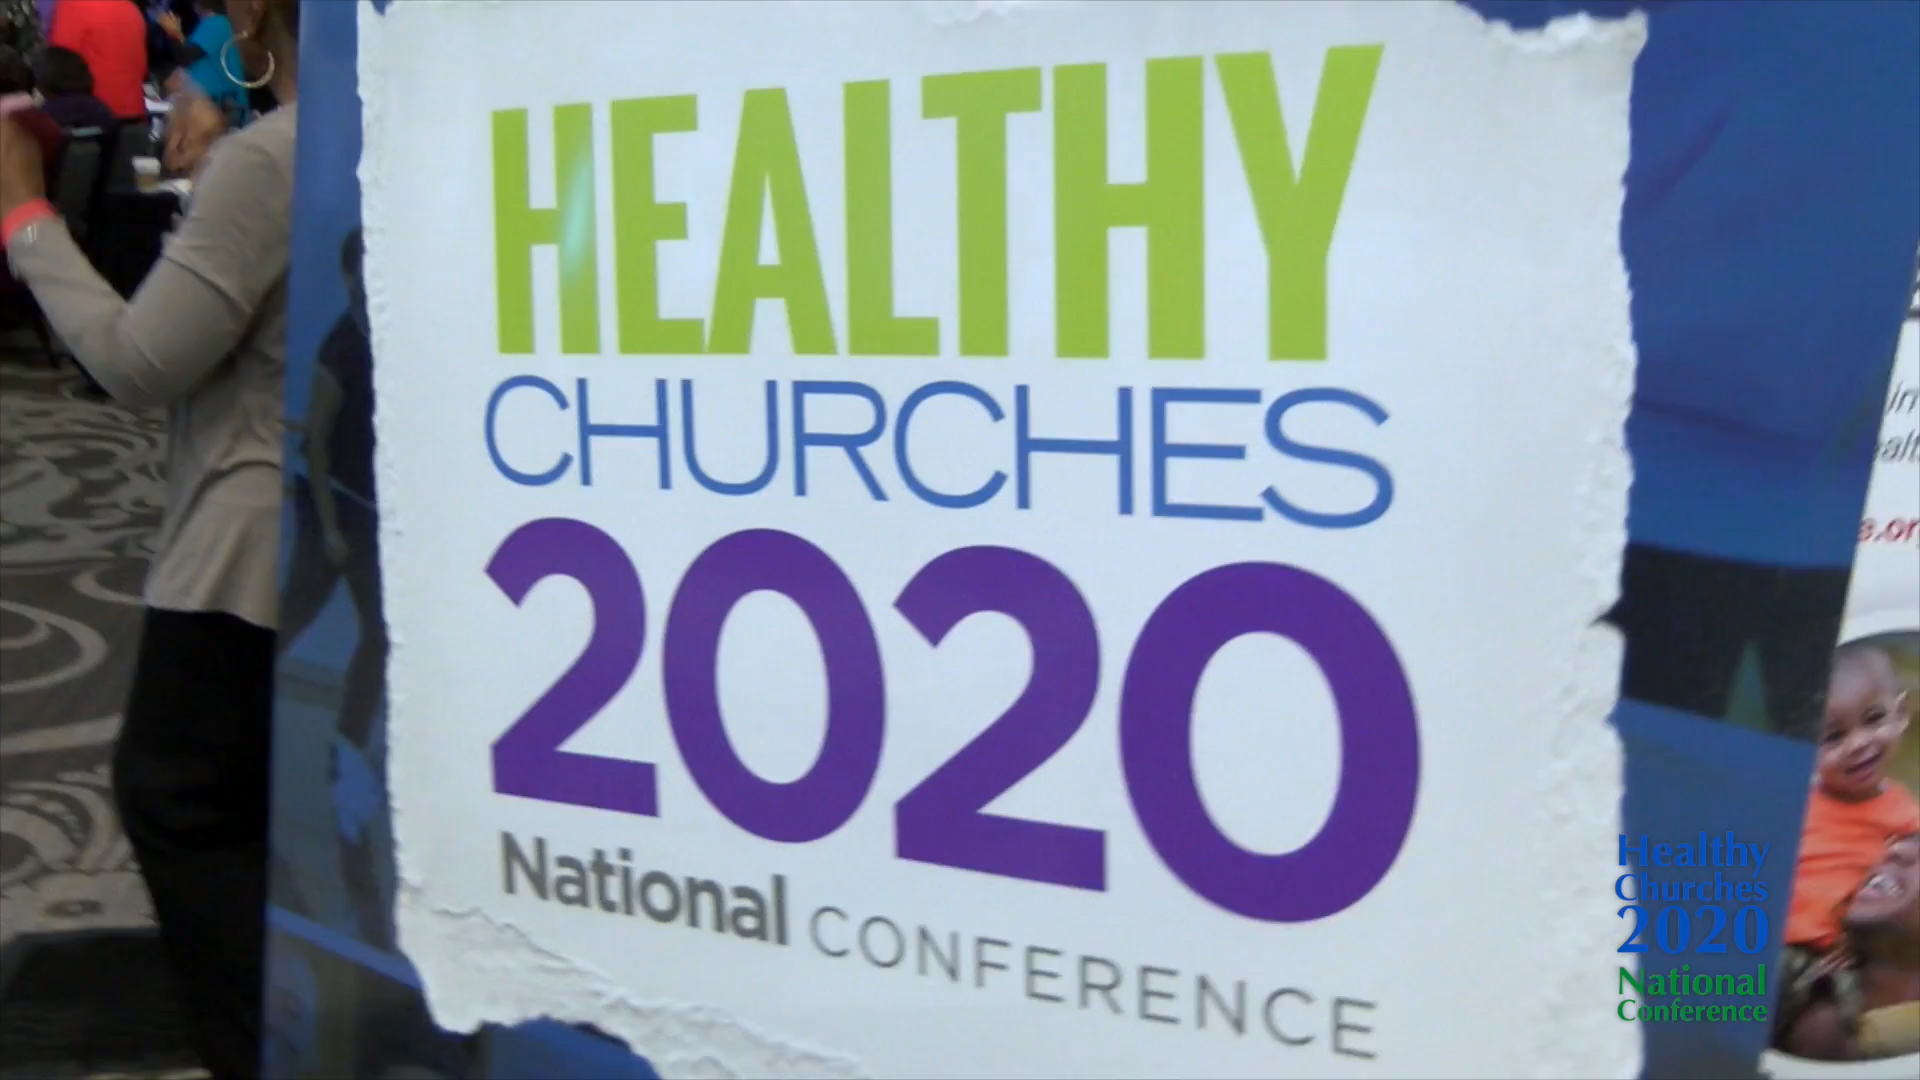 HEALTHY
CHURCHES
2020
National CONFERENCE
Healthy
Churches
2020
National
Conference